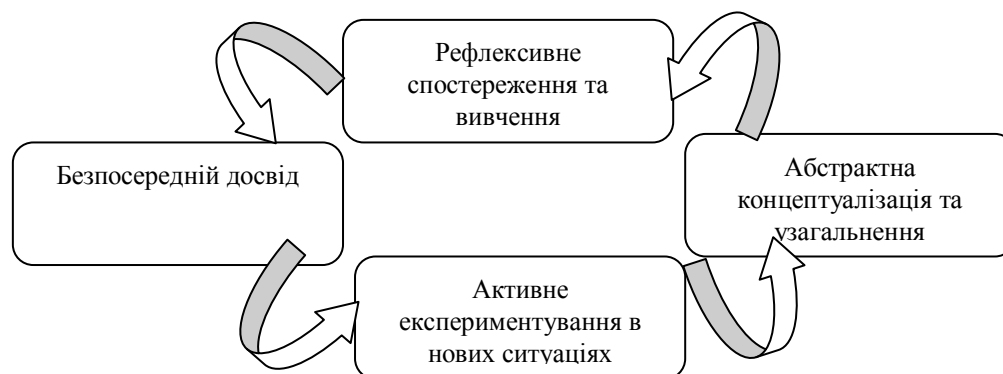 Рефлексивне
спостереження та
вивчення
Безпосередній досвід
Абстрактна
концептуалізація та
узагальнення
Активне
експериментування в
нових ситуаціях